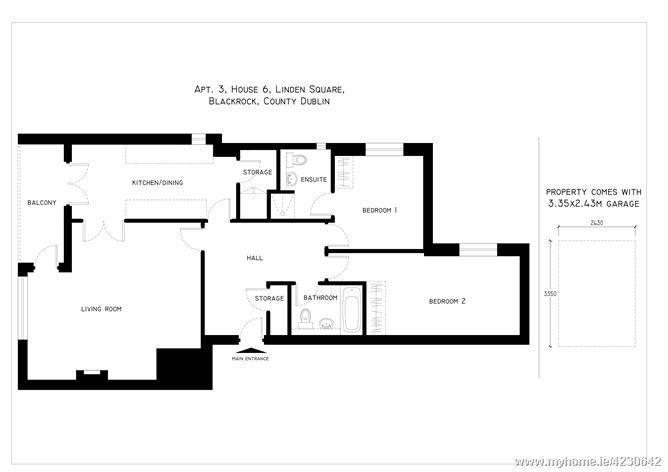 APT. 3, HOUSE 6, LINDEN SQUARE,
BLACKROCK, COUNTY DUBLIN
KITCHEN/DINING
STORAGE
ENSUITE
BALCONY
BEDROOM 1
PROPERTY COMES WITH
3.35x2.43M GARAGE
2430
HALL
3350
LIVING ROOM
STORAGE
BATHROOM
BEDROOM 2
MAIN ENTRANCE
www.myhome.ie/4230642